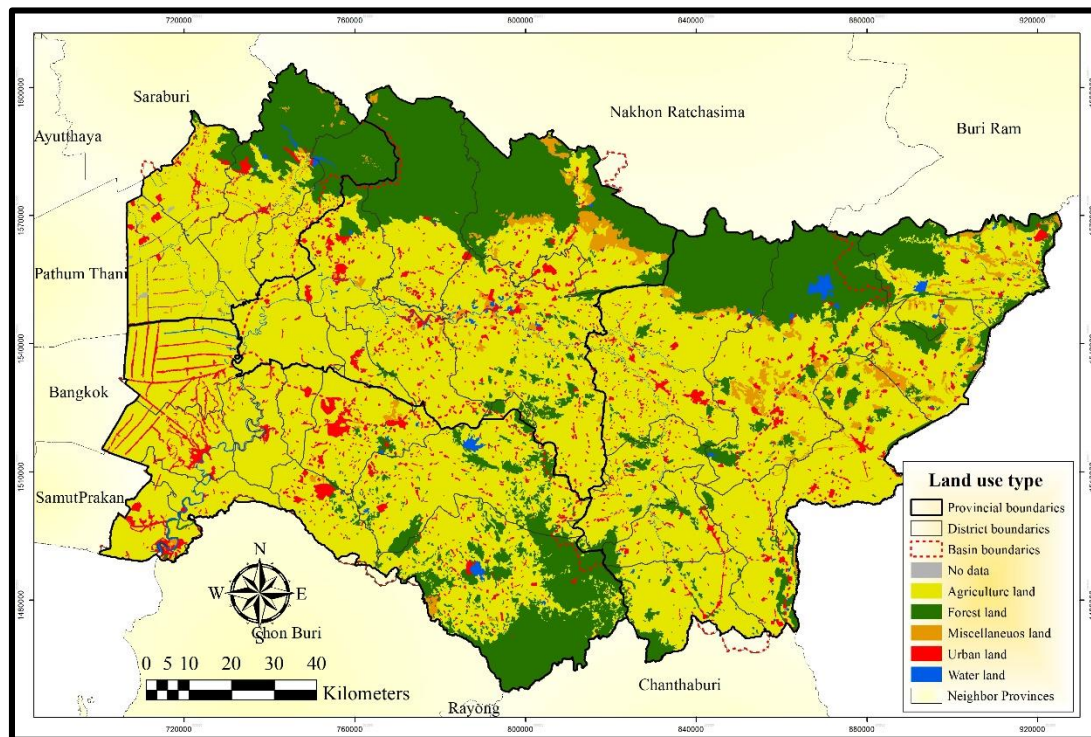 720000 760000 800000 840000 880000 920000
1600000
Saraburi
Nakhon Ratchasima
Ayutthaya
Buri Ram
1570000
Pathum Thani
1540000
Bangkok
1510000
SamutPrakan
Land use type
Provincial boundaries
District boundaries
Basin boundaries
No data
Agriculture land
Forest land
Miscellaneuos land
Urban land
Water land
Neighbor Provinces
N
W E
S
1480000
Chon Buri
0 5 10 20 30 40
Kilometers
Chanthaburi
Rayong
720000 760000 800000 840000 880000 920000